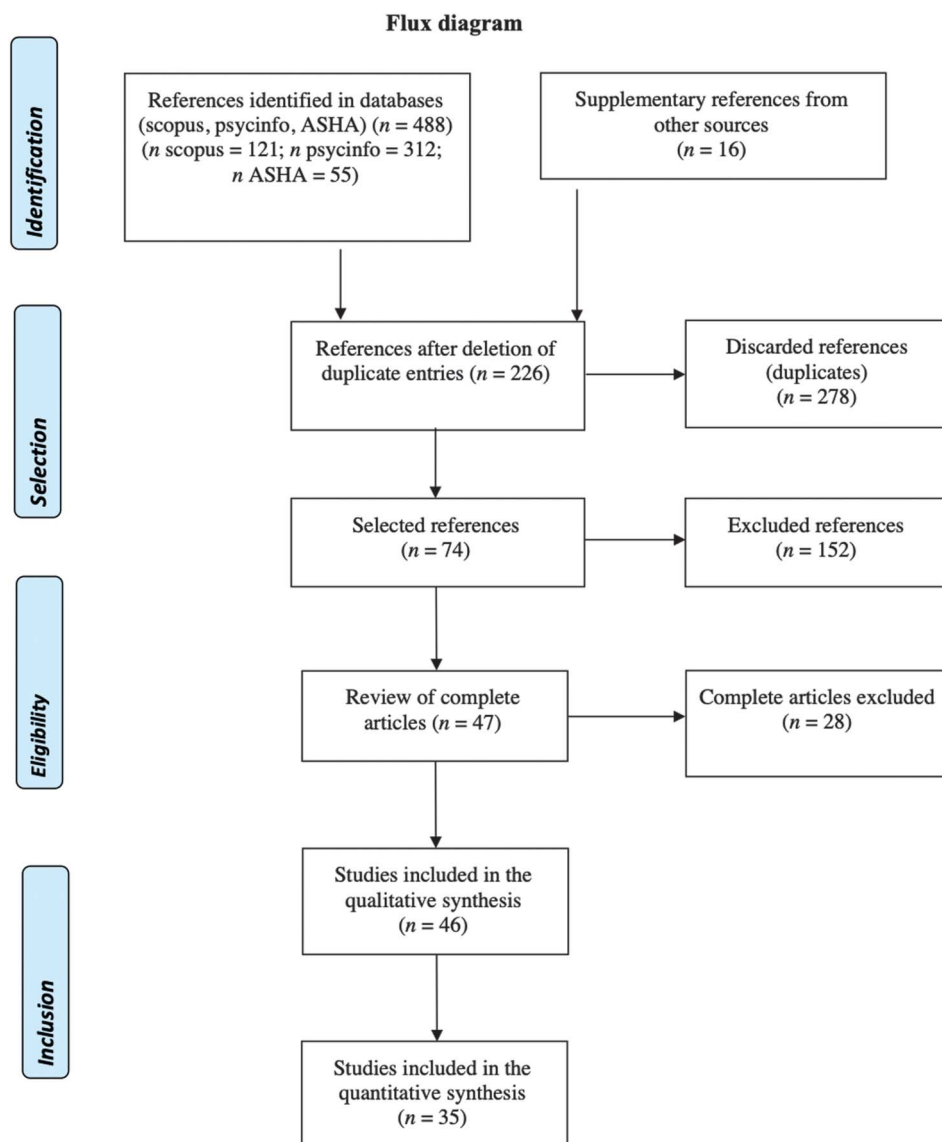 Flux diagram
Identification
References identified in databases
(scopus, psycinfo, ASHA) (n = 488)
(n scopus = 121; n psycinfo = 312;
n ASHA = 55)
Supplementary references from
other sources
(n = 16)
Selection
References after deletion of
duplicate entries (n = 226)
Discarded references
(duplicates)
(n = 278)
Selected references
(n = 74)
Excluded references
(n = 152)
Eligibility
Review of complete
articles (n = 47)
Complete articles excluded
(n = 28)
Inclusion
Studies included in the
qualitative synthesis
(n = 46)
Studies included in the
quantitative synthesis
(n = 35)